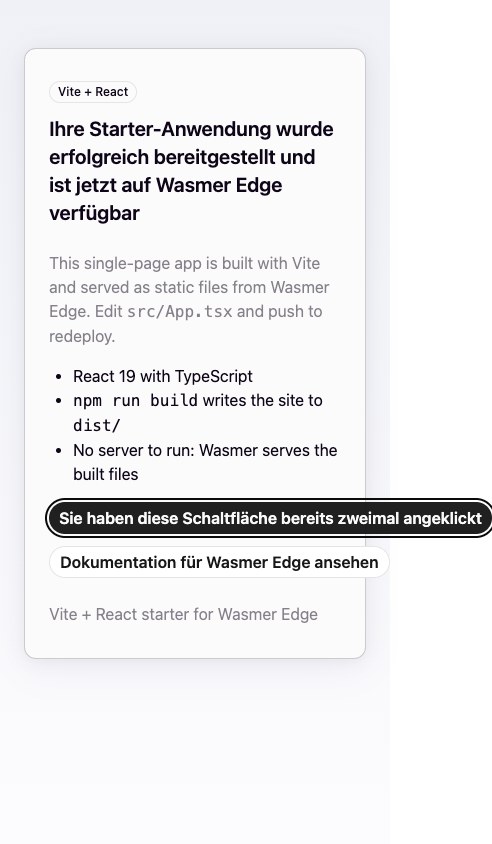 Vite + React
Ihre Starter-Anwendung wurde
erfolgreich bereitgestellt und
ist jetzt auf Wasmer Edge
verfügbar
This single-page app is built with Vite
and served as static files from Wasmer
Edge. Edit src/App.tsx and push to
redeploy.
• React 19 with TypeScript
• npm run build writes the site to
dist/
• No server to run: Wasmer serves the
built files
Sie haben diese Schaltfläche bereits zweimal angeklickt
Dokumentation für Wasmer Edge ansehen
Vite + React starter for Wasmer Edge